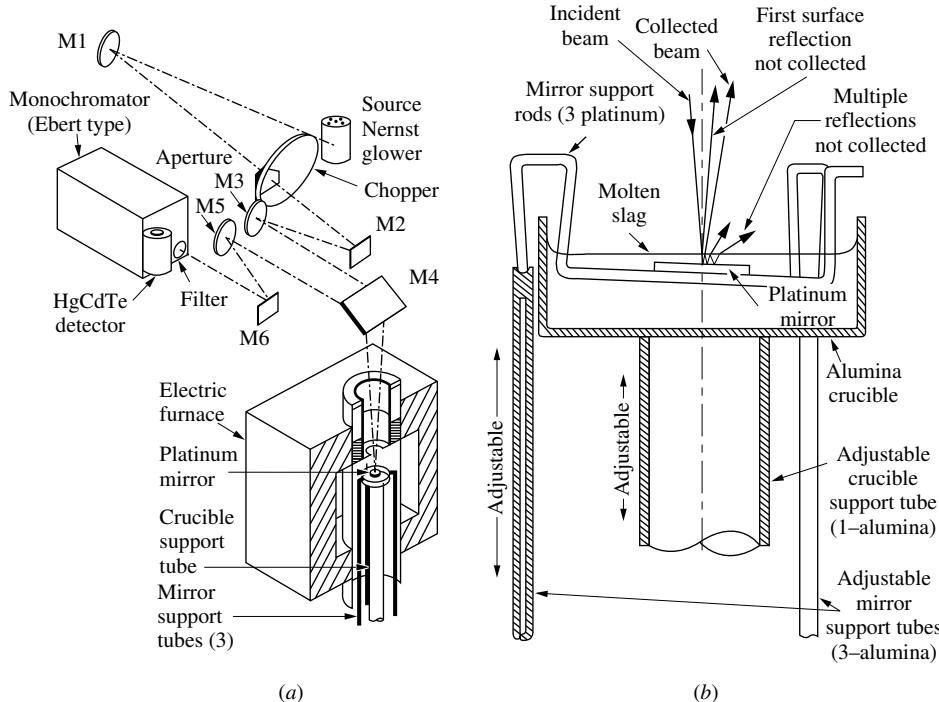 M1
Monochromator
(Ebert type)
Aperture
M3
M5
Source
Nernst
glower
Chopper
M2
M4
HgCdTe
detector
Filter
M6
Electric
furnace
Platinum
mirror
Crucible
support
tube
Mirror
support
tubes (3)
(a)
Incident
beam
Collected
beam
First surface
reflection
not collected
Mirror support
rods (3 platinum)
Multiple
reflections
not collected
Molten
slag
Platinum
mirror
Alumina
crucible
Adjustable
Adjustable
Adjustable
crucible
support tube
(1–alumina)
Adjustable
mirror
support tubes
(3–alumina)
(b)